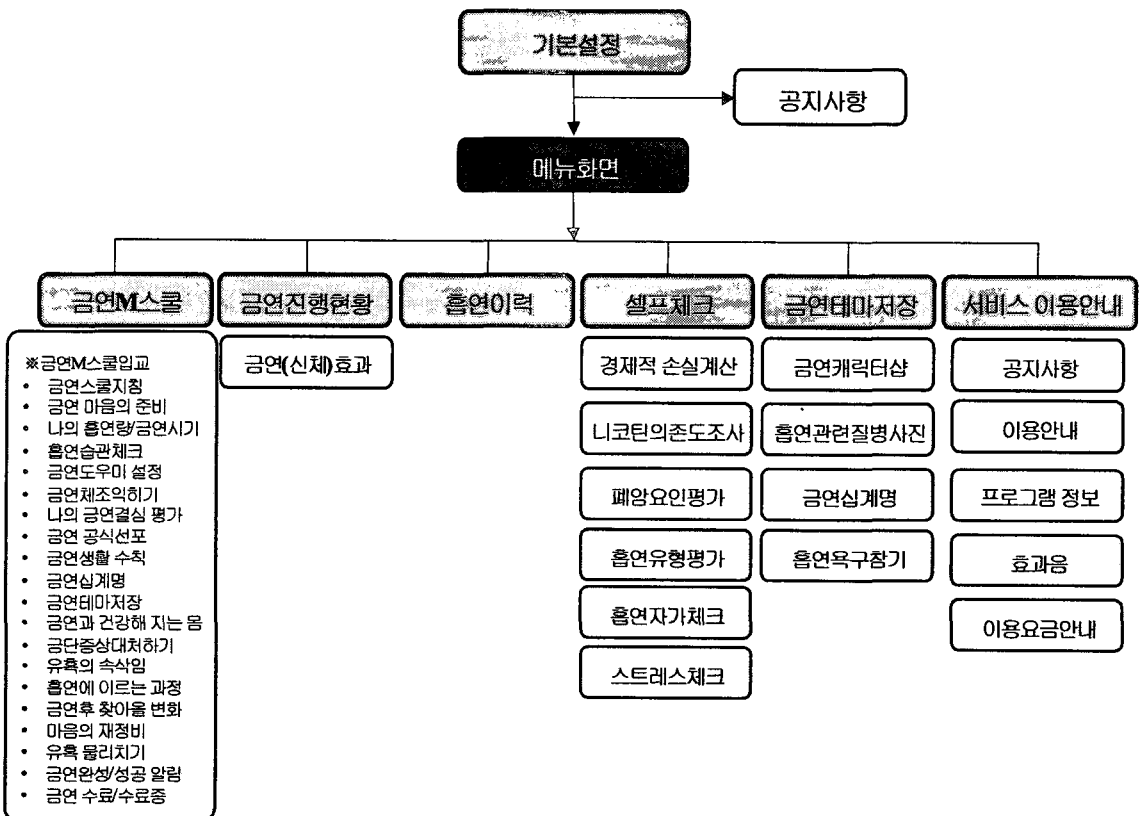 기본설정
공지사항
메뉴화면
금연M스쿨
금연진행현황
흡연이력
셀프체크
금연테마저장
서비스 이용안내
※금연M스쿨입교
• 금연스쿨지침
• 금연 마음의 준비
• 나의 흡연량/금연시기
• 흡연습관체크
• 금연도우미 설정
• 금연체조익히기
• 나의 금연결심 평가
• 금연 공식선포
• 금연생활 수칙
• 금연십계명
• 금연테마저장
• 금연과 건강해 지는 몸
• 금단증상대처하기
• 유혹의 속삭임
• 흡연에 이르는 과정
• 금연후 찾아올 변화
• 마음의 재정비
• 유혹 물리치기
• 금연완성/성공 알림
• 금연 수료/수료증
금연(신체)효과
경제적 손실계산
니코틴의존도조사
폐암요인평가
흡연유형평가
흡연자가체크
스트레스체크
금연캐릭터샵
흡연관련질병사진
금연십계명
흡연욕구참기
공지사항
이용안내
프로그램 정보
효과음
이용요금안내